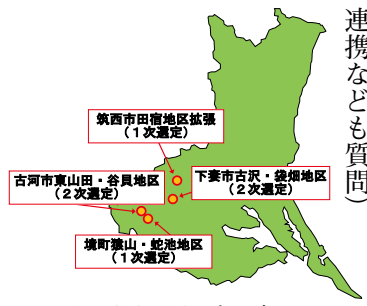 連携なども質問）
筑西市田宿地区拡張
（１次選定）
下妻市古沢・袋畑地区
（２次選定）
古河市東山田・谷貝地区
（２次選定）
境町猿山・蛇池地区
（１次選定）